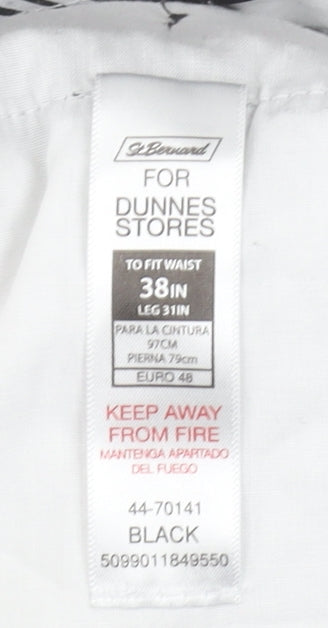 St. Bernard
FOR
DUNNES
STORES
TO FIT WAIST
38IN
LEG 31IN
PARA LA CINTURA
97CM
PIERNA 79cm
EURO 48
KEEP AWAY
FROM FIRE
MANTENGA APARTADO
DEL FUEGO
44-70141
BLACK
5099011849550